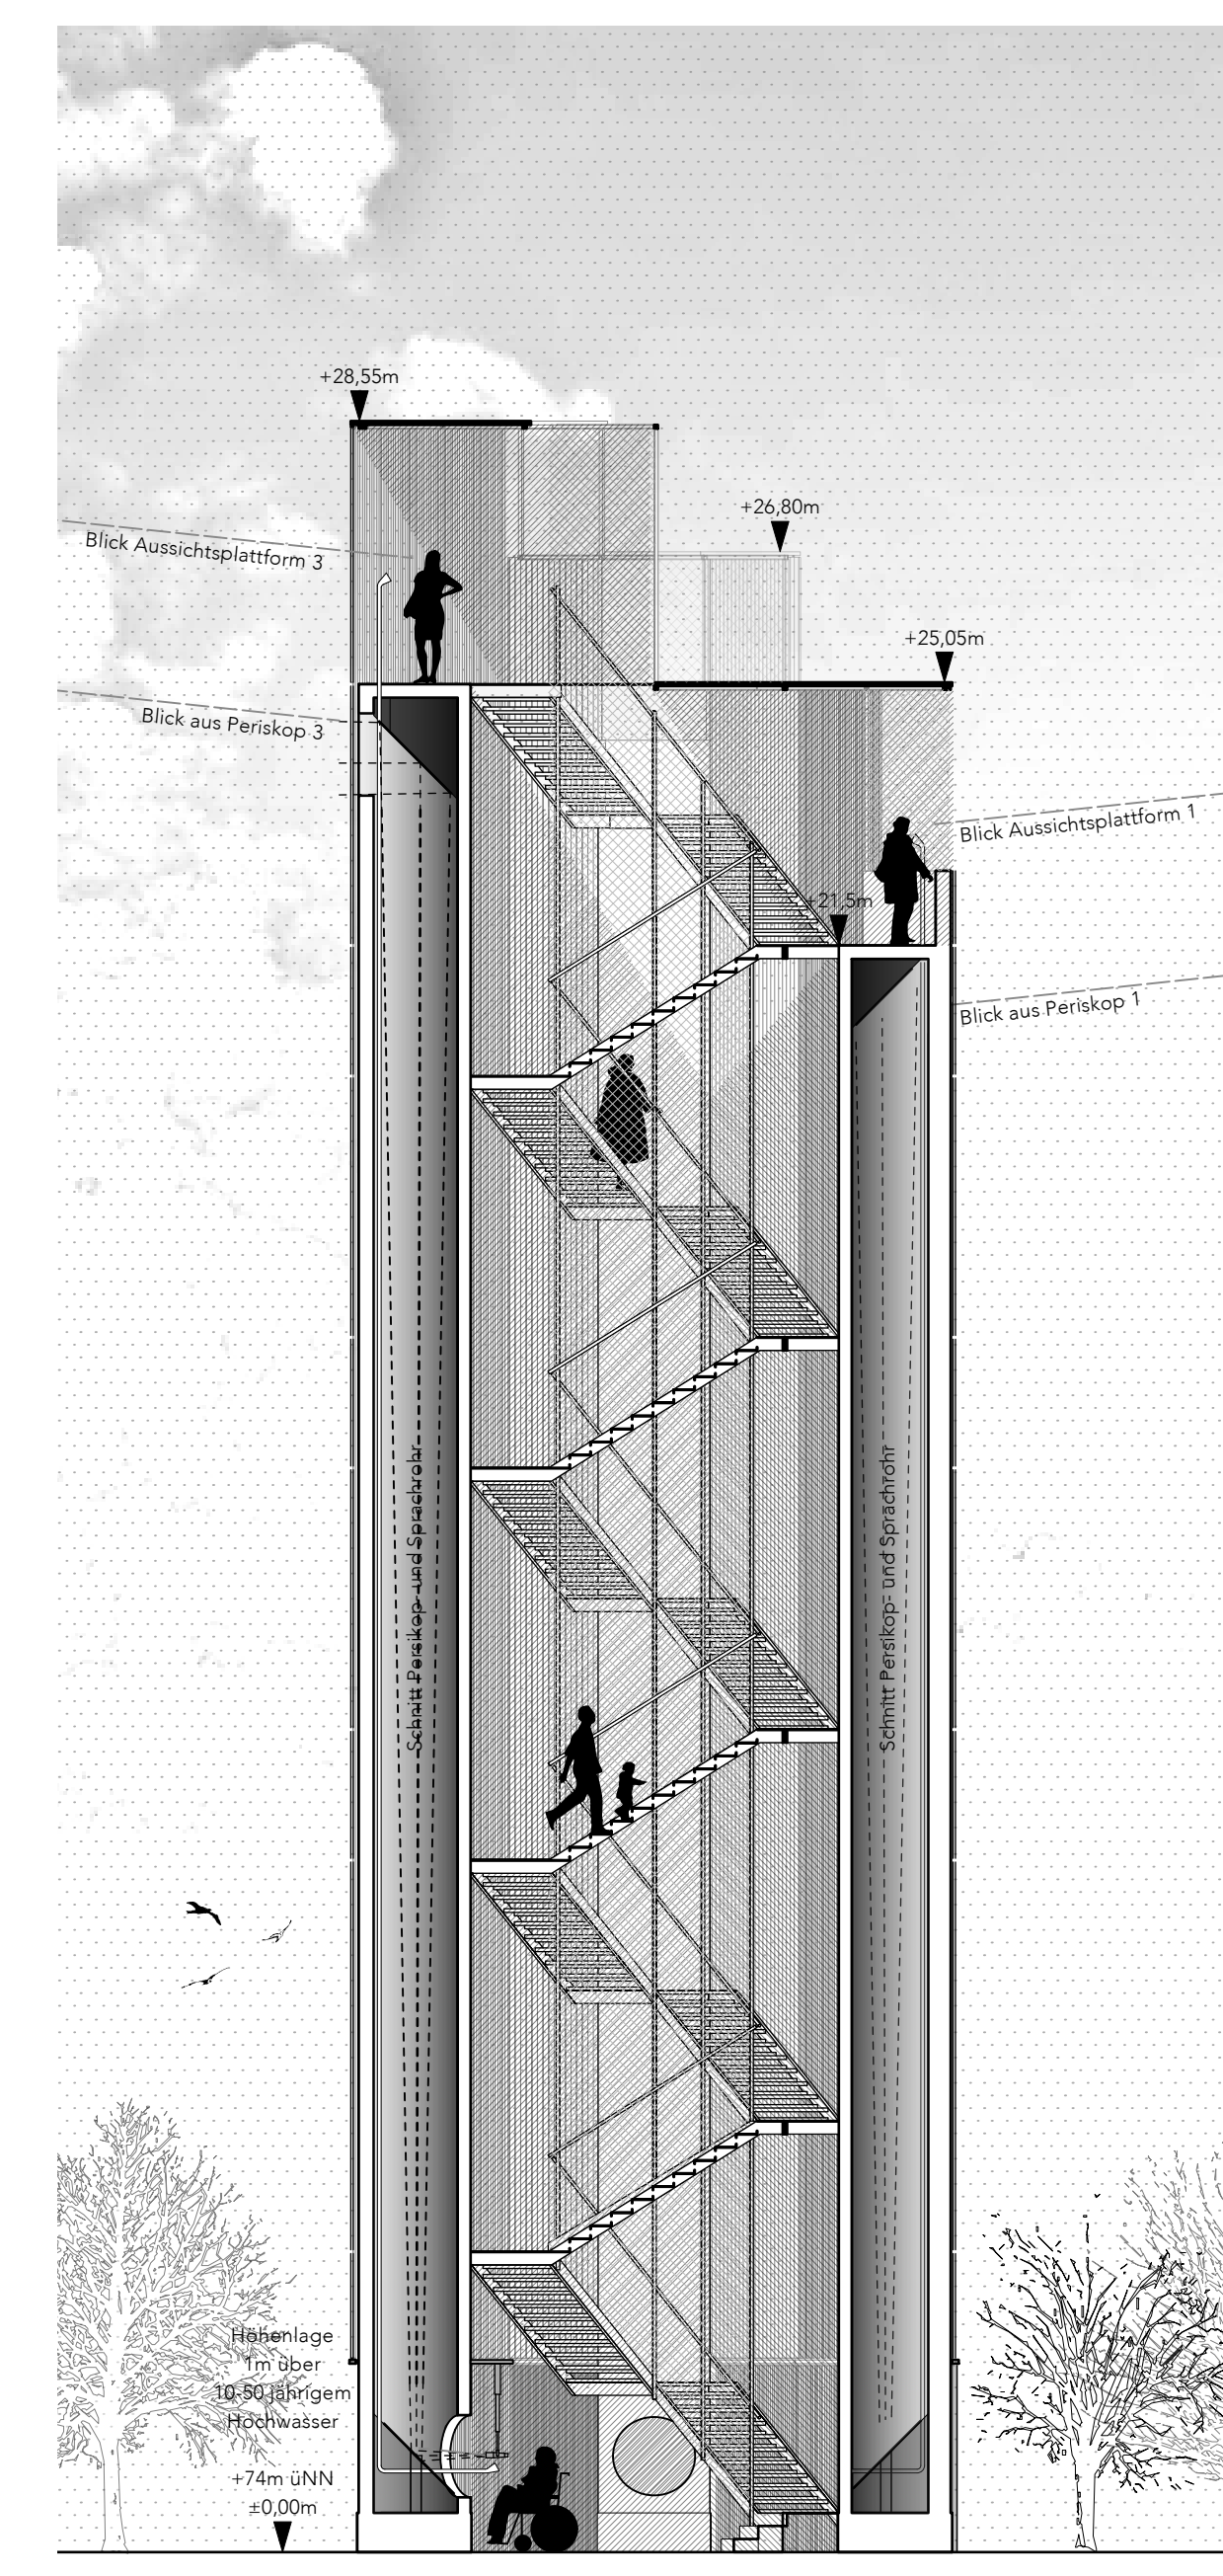 +28,55m
+26,80m
Blick Aussichtsplattform 3
+25,05m
Blick aus Periskop 3
Blick Aussichtsplattform 1
+21,5m
Blick aus Periskop 1
Schnitt Persikop- und Sprachrohr
Schnitt Persikop- und Sprachrohr
Höhenlage
1m über
10-50 jährigem
Hochwasser
+74m üNN
±0,00m